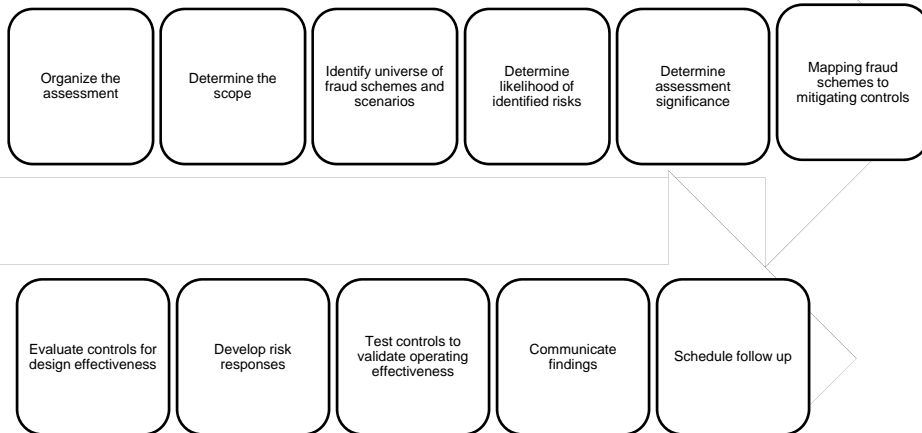 Organize the
assessment
Determine the
scope
Identify universe of
fraud schemes and
scenarios
Determine
likelihood of
identified risks
Determine
assessment
significance
Mapping fraud
schemes to
mitigating controls
Evaluate controls for
design effectiveness
Develop risk
responses
Test controls to
validate operating
effectiveness
Communicate
findings
Schedule follow up